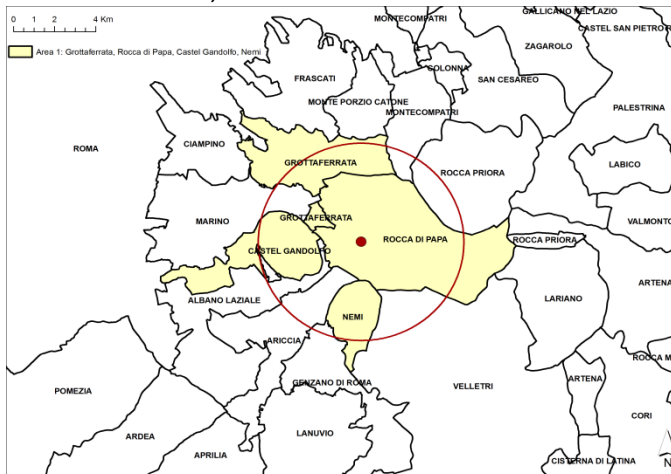 0 1 2 4 Km
Area 1: Grottaferrata, Rocca di Papa, Castel Gandolfo, Nemi
GALLICANO NEL LAZIO
MONTECOMPATRI
CASTEL SAN PIETRO
ZAGAROLO
COLONNA
FRASCATI
SAN CESAREO
MONTE PORZIO CATONE
MONTECOMPATRI
PALESTRINA
CIAMPINO
ROMA
GROTTAFERRATA
LABICO
ROCCA PRIORA
MARINO
GROTTAFERRATA
VALMONTO
ROCCA DI PAPA
ROCCA PRIORA
CASTEL GANDOLFO
ARTENA
ALBANO LAZIALE
LARIANO
NEMI
ARICCIA
ROCCA M
ARTENA
GENZANO DI ROMA
VELLETRI
POMEZIA
CORI
LANUVIO
ARDEA
APRILIA
CISTERNA DI LATINA
N